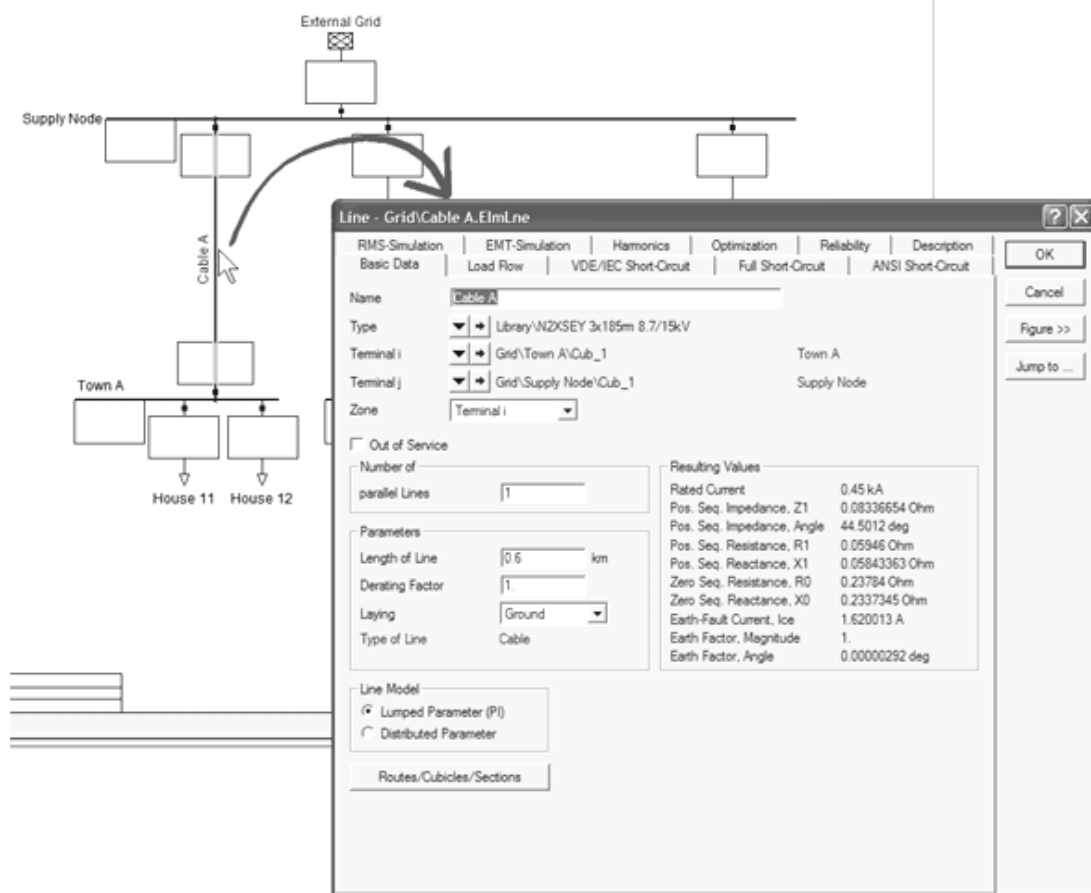 External Grid
Supply Node
Cable A
Town A
House 11 House 12
Line - Grid\Cable A.ElmLne
RMS-Simulation EMT-Simulation Harmonics Optimization Reliability Description
Basic Data Load Flow VDE/IEC Short-Circuit Full Short-Circuit ANSI Short-Circuit
OK
Cancel
Figure >>
Jump to ...
Name Cable A
Type Library\N2XSEY 3x185m 8.7/15kV
Terminal i Grid\Town A\Cub_1 Town A
Terminal j Grid\Supply Node\Cub_1 Supply Node
Zone Terminal i
Out of Service
Number of
parallel Lines 1
Parameters
Length of Line 0.6 km
Derating Factor 1.
Laying Ground
Type of Line Cable
Resulting Values
Rated Current 0.45 kA
Pos. Seq. Impedance, Z1 0.08336654 Ohm
Pos. Seq. Impedance, Angle 44.5012 deg
Pos. Seq. Resistance, R1 0.05946 Ohm
Pos. Seq. Reactance, X1 0.05843363 Ohm
Zero Seq. Resistance, R0 0.23784 Ohm
Zero Seq. Reactance, X0 0.2337345 Ohm
Earth-Fault Current, Ice 1.620013 A
Earth Factor, Magnitude 1.
Earth Factor, Angle 0.00000292 deg
Line Model
Lumped Parameter (PI)
Distributed Parameter
Routes/Cubicles/Sections